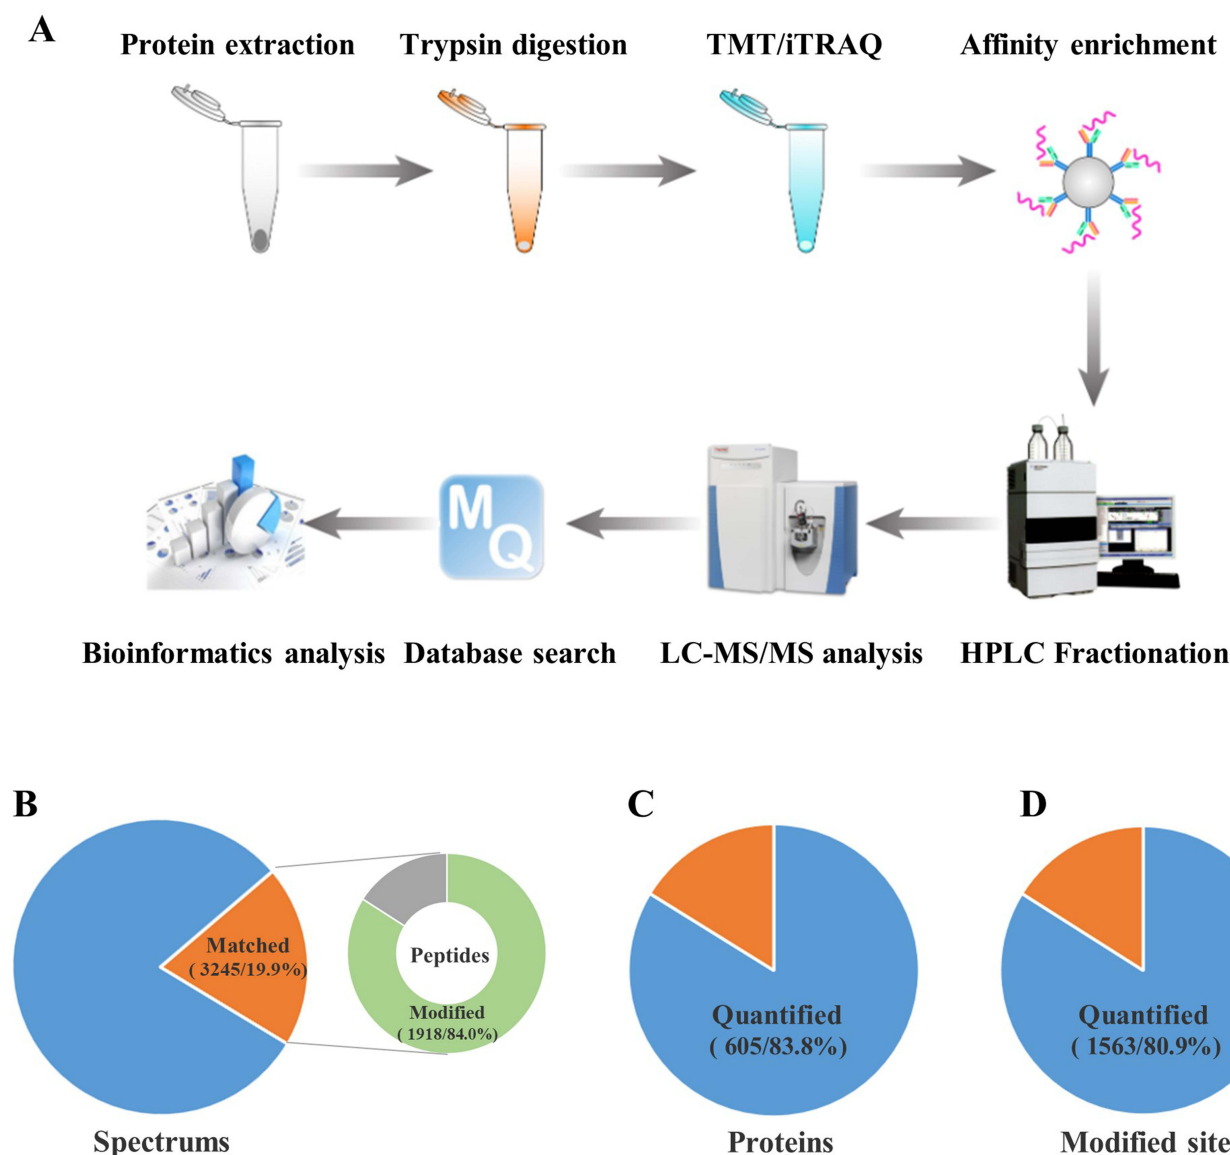 A
Protein extraction
Trypsin digestion
TMT/iTRAQ
Affinity enrichment
M
Q
Bioinformatics analysis
Database search
LC-MS/MS analysis
HPLC Fractionation
B
C
D
Matched
( 3245/19.9%)
Peptides
Modified
( 1918/84.0%)
Quantified
( 605/83.8%)
Quantified
( 1563/80.9%)
Spectrums
Proteins
Modified site